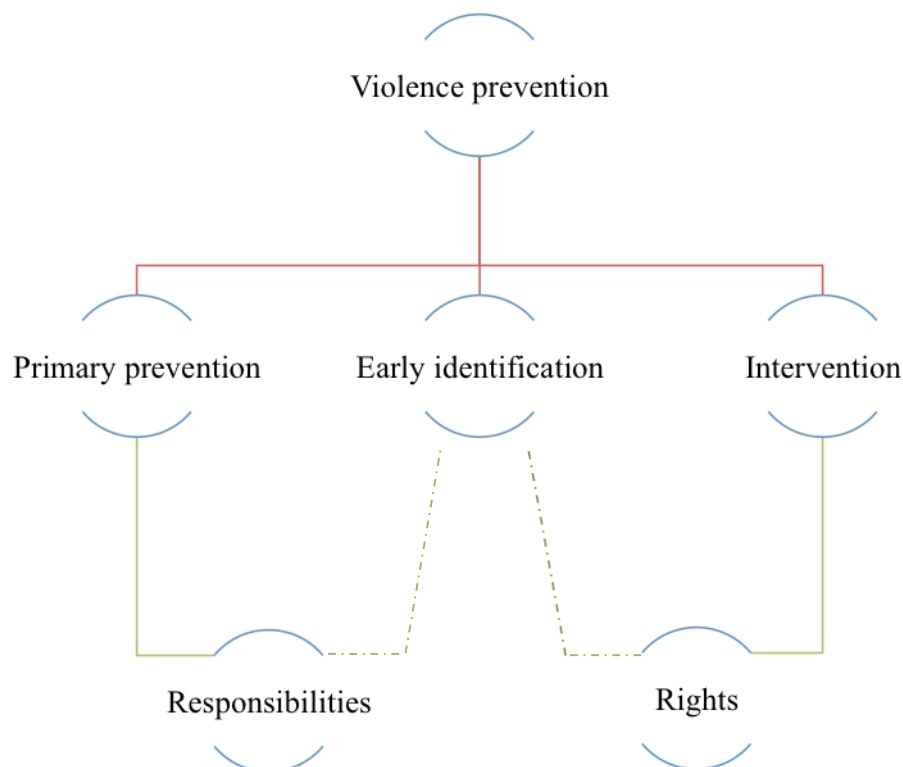 Violence prevention
Primary prevention
Early identification
Intervention
Responsibilities
Rights